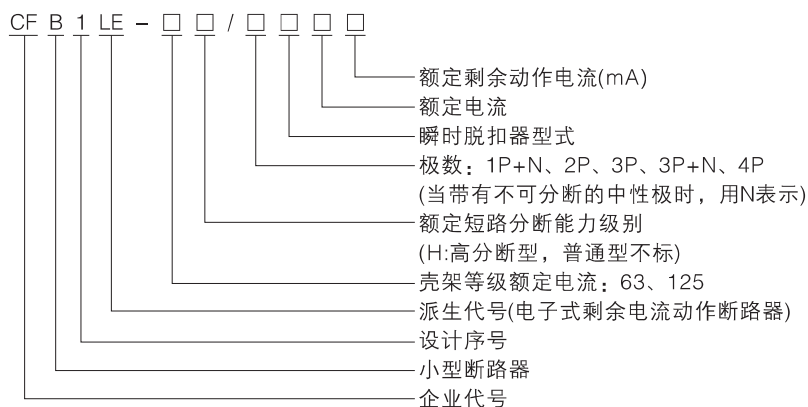 CF B 1 LE - □ □ / □ □ □ □
额定剩余动作电流(mA)
额定电流
瞬时脱扣器型式
极数：1P+N、2P、3P、3P+N、4P
(当带有不可分断的中性极时，用N表示)
额定短路分断能力级别
(H:高分断型，普通型不标)
壳架等级额定电流：63、125
派生代号(电子式剩余电流动作断路器)
设计序号
小型断路器
企业代号